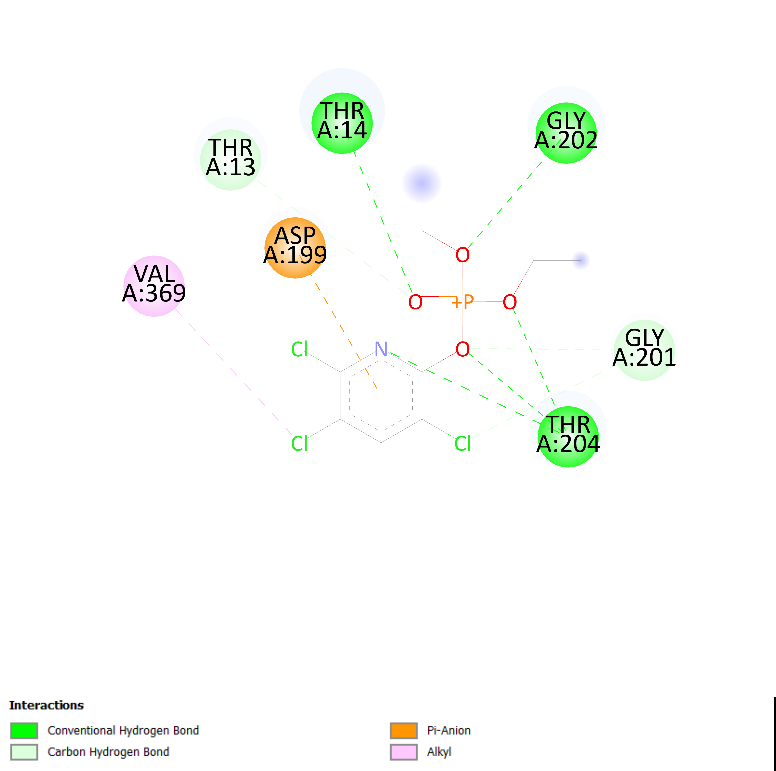 THR
A:14
GLY
A:202
THR
A:13
ASP
A:199
VAL
A:369
O
O
+P
O
Cl
N
O
GLY
A:201
Cl
Cl
THR
A:204
Interactions
Conventional Hydrogen Bond
Carbon Hydrogen Bond
Pi-Anion
Alkyl